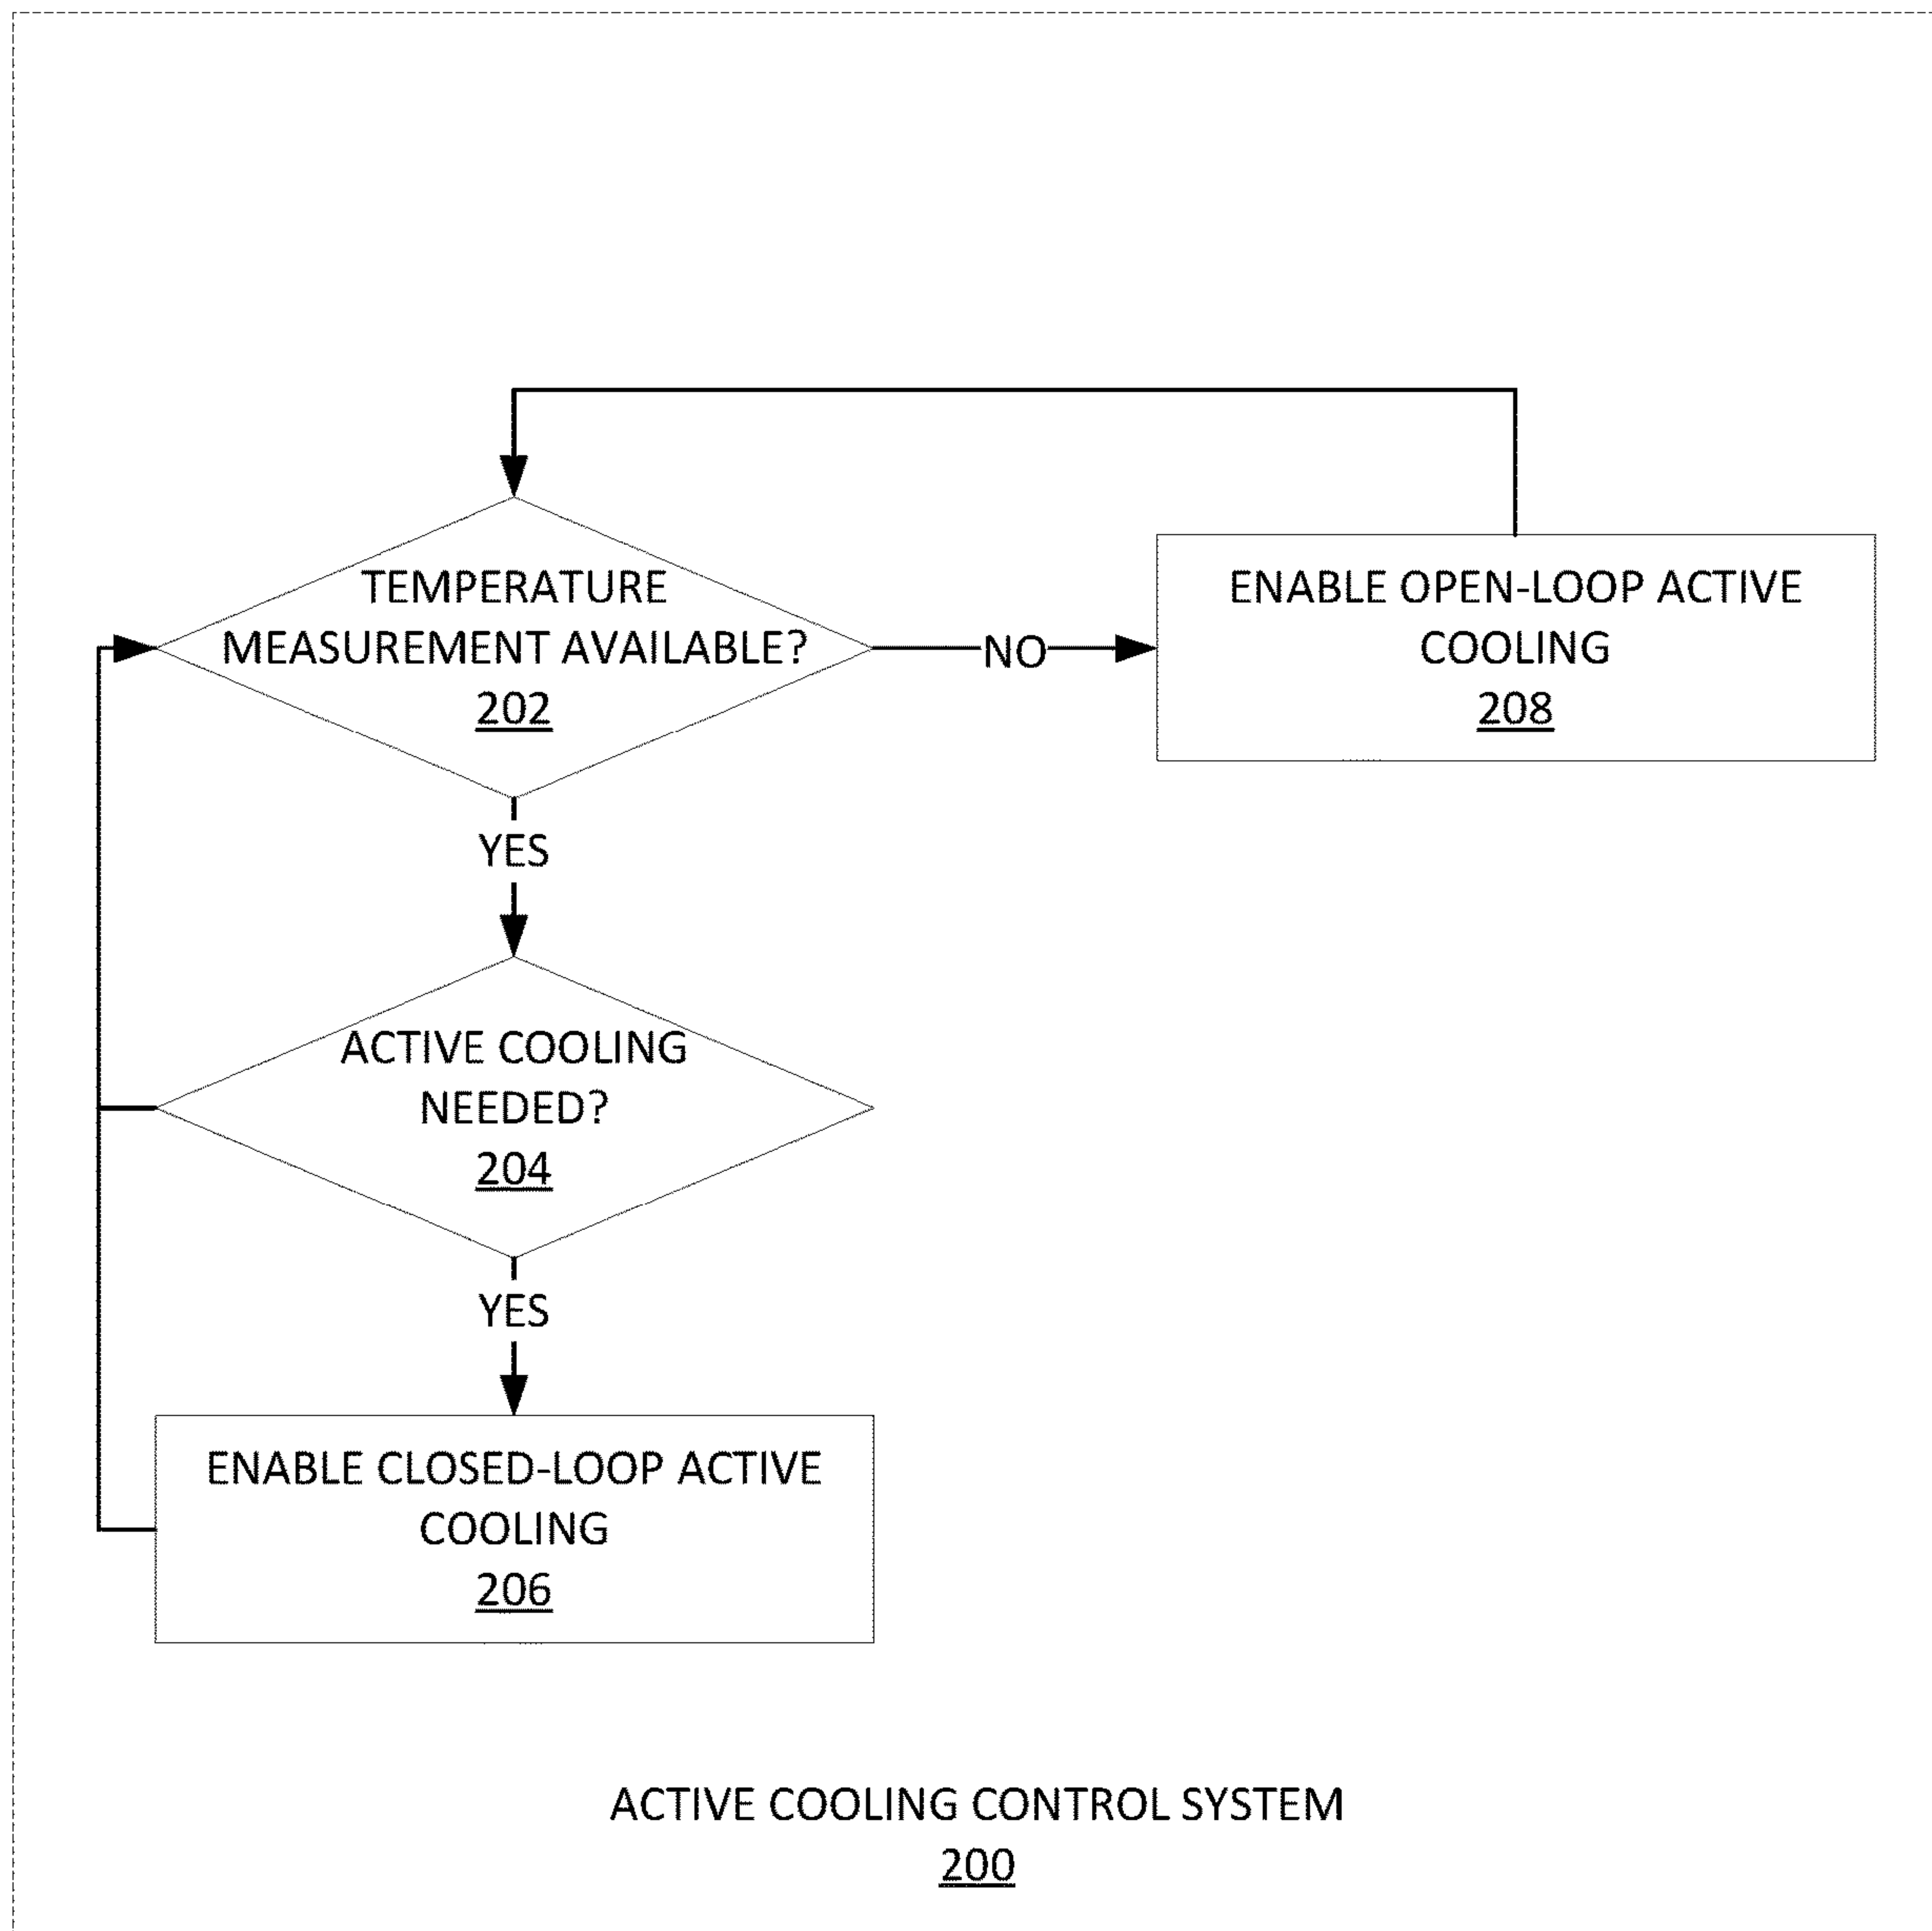 TEMPERATURE
MEASUREMENT AVAILABLE?
202
NO
ENABLE OPEN-LOOP ACTIVE
COOLING
208
YES
ACTIVE COOLING
NEEDED?
204
YES
ENABLE CLOSED-LOOP ACTIVE
COOLING
206
ACTIVE COOLING CONTROL SYSTEM
200